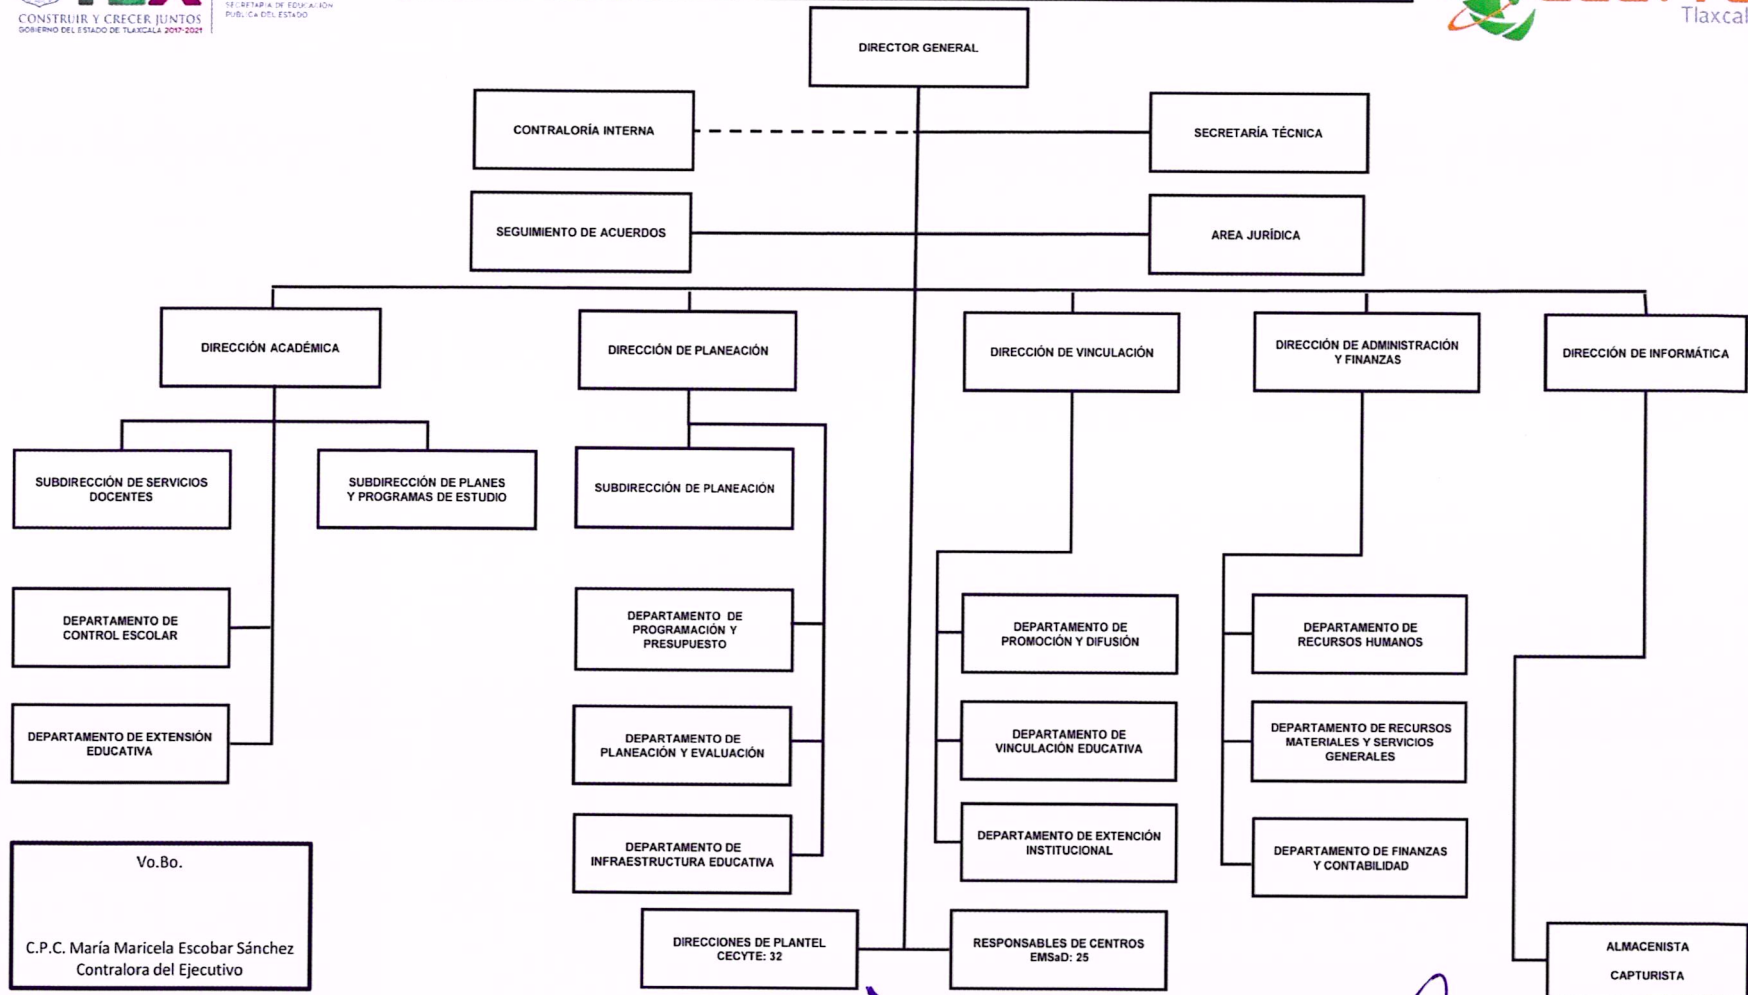 CONSTRUIR Y CRECER JUNTOS
GOBIERNO DEL ESTADO DE TLAXCALA 2017-2021
SECRETARÍA DE EDUCACIÓN
PÚBLICA DEL ESTADO
DIRECTOR GENERAL
CONTRALORÍA INTERNA
SECRETARÍA TÉCNICA
SEGUIMIENTO DE ACUERDOS
AREA JURÍDICA
DIRECCIÓN ACADÉMICA
DIRECCIÓN DE PLANEACIÓN
DIRECCIÓN DE VINCULACIÓN
DIRECCIÓN DE ADMINISTRACIÓN
Y FINANZAS
DIRECCIÓN DE INFORMÁTICA
SUBDIRECCIÓN DE SERVICIOS
DOCENTES
SUBDIRECCIÓN DE PLANES
Y PROGRAMAS DE ESTUDIO
SUBDIRECCIÓN DE PLANEACIÓN
DEPARTAMENTO DE
CONTROL ESCOLAR
DEPARTAMENTO DE
PROGRAMACIÓN Y
PRESUPUESTO
DEPARTAMENTO DE
PROMOCIÓN Y DIFUSIÓN
DEPARTAMENTO DE
RECURSOS HUMANOS
DEPARTAMENTO DE EXTENSIÓN
EDUCATIVA
DEPARTAMENTO DE
PLANEACIÓN Y EVALUACIÓN
DEPARTAMENTO DE
VINCULACIÓN EDUCATIVA
DEPARTAMENTO DE RECURSOS
MATERIALES Y SERVICIOS
GENERALES
DEPARTAMENTO DE
INFRAESTRUCTURA EDUCATIVA
DEPARTAMENTO DE EXTENCIÓN
INSTITUCIONAL
DEPARTAMENTO DE FINANZAS
Y CONTABILIDAD
Vo.Bo.
C.P.C. María Maricela Escobar Sánchez
Contralora del Ejecutivo
DIRECCIONES DE PLANTEL
CECYTE: 32
RESPONSABLES DE CENTROS
EMSaD: 25
ALMACENISTA
CAPTURISTA